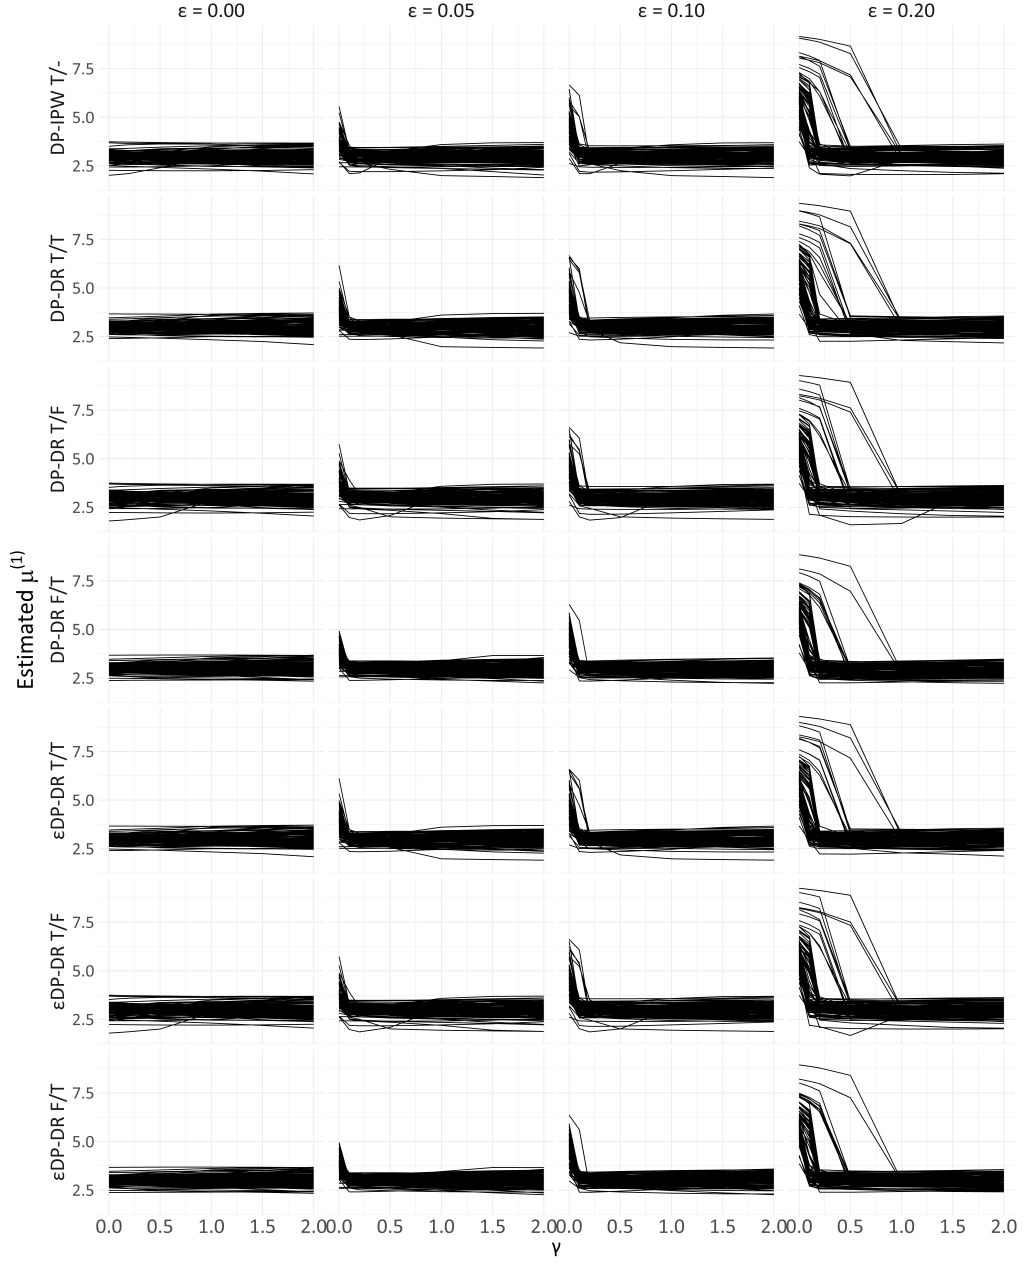 ε = 0.00 ε = 0.05 ε = 0.10 ε = 0.20
Estimated μ(1)
DP-IPW T/-
7.5
5.0
2.5
DP-DR T/T
7.5
5.0
2.5
DP-DR T/F
7.5
5.0
2.5
DP-DR F/T
7.5
5.0
2.5
εDP-DR T/T
7.5
5.0
2.5
εDP-DR T/F
7.5
5.0
2.5
εDP-DR F/T
7.5
5.0
2.5
0.0 0.5 1.0 1.5 2.0 0.0 0.5 1.0 1.5 2.0 0.0 0.5 1.0 1.5 2.0 0.0 0.5 1.0 1.5 2.0
γ